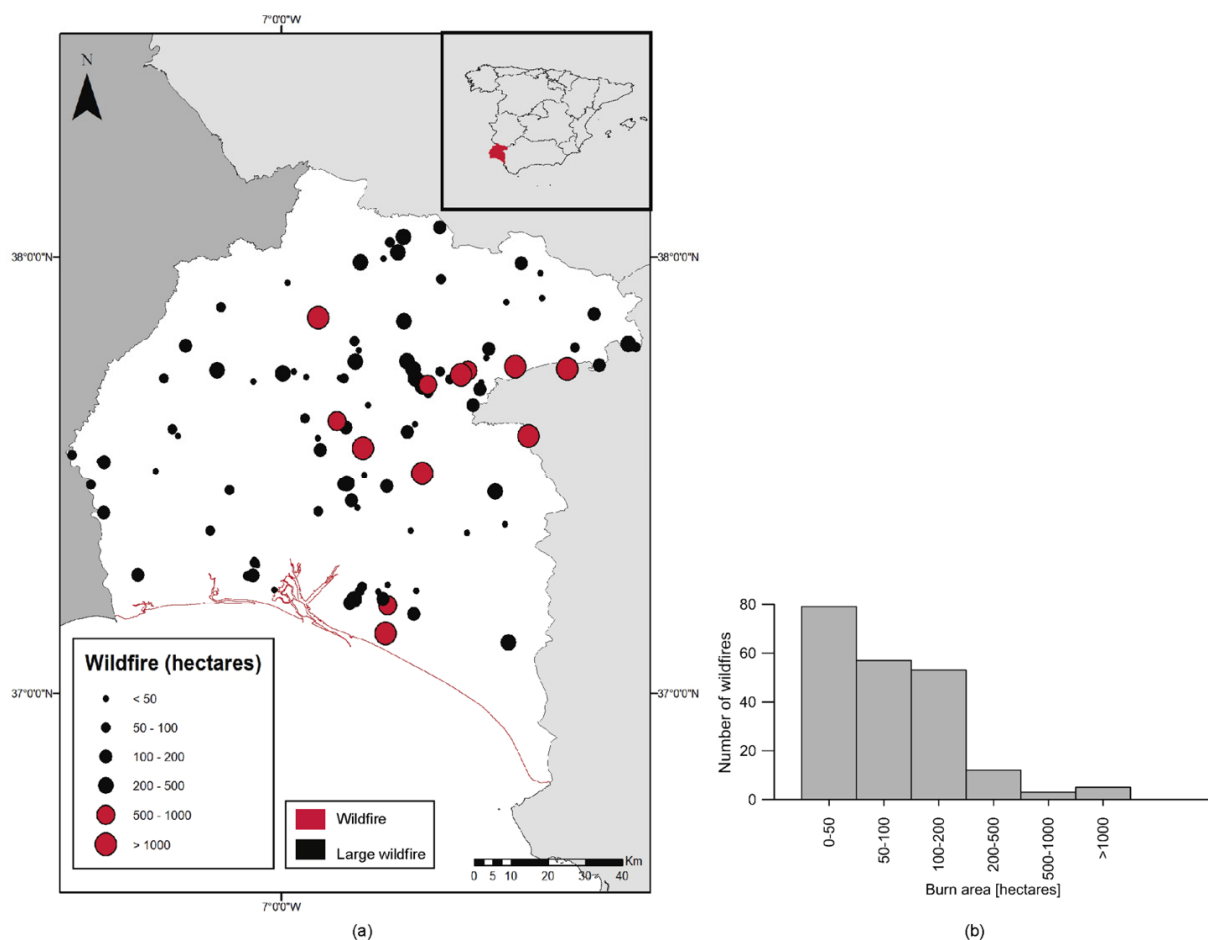 7°0'0"W
N
38°0'0"N
38°0'0"N
Wildfire (hectares)
< 50
50 - 100
100 - 200
200 - 500
500 - 1000
> 1000
37°0'0"N
37°0'0"N
Wildfire
Large wildfire
Km
0 5 10 20 30 40
7°0'0"W
(a)
Number of wildfires
80
60
40
20
0
0-50
50-100
100-200
200-500
500-1000
>1000
Burn area [hectares]
(b)